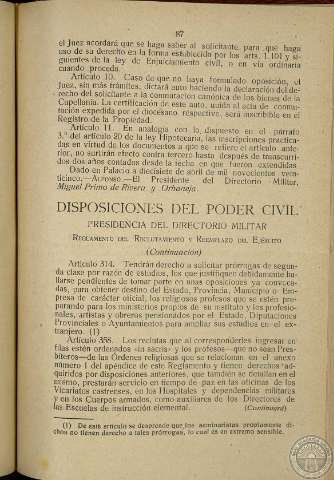 87
el Juez acordará que se haga saber al solicitante, para que haga
uso de su derecho en la forma establecida por los arts. 1.101 y si-
guientes de la ley de Enjuiciamiento civil, o en vía ordinaria
cuando proceda.
Artículo 10. Caso de que no haya formulado oposición, el
Juez, sin más trámites, dictará auto haciendo la declaración del de-
recho del solicitante a la conmutación canónica de los bienes de la
Capellanía. La certificación de este auto, unida al acta de conmu-
tación expedida por el diocesano respectivo, será inscribible en el
Registro de la Propiedad.
Artículo 11. En analogía con lo dispuesto en el párrafo
3.º del artículo 20 de la ley Hipotecaria, las inscripciones practica-
das en virtud de los documentos a que se refiere el artículo ante-
rior, no surtirán efecto contra tercero hasta después de transcurri-
dos dos años contados desde la fecha en que fueron extendidas.
Dado en Palacio a diecisiete de abril de mil novecientos vein-
ticinco.—ALFONSO.—El Presidente del Directorio Militar,
Miguel Primo de Rivera y Orbaneja.
DISPOSICIONES DEL PODER CIVIL
PRESIDENCIA DEL DIRECTORIO MILITAR
REGLAMENTO DEL RECLUTAMIENTO Y REEMPLAZO DEL EJÉRCITO
(Continuación)
Artículo 314. Tendrán derecho a solicitar prórrogas de segun-
da clase por razón de estudios, los que justifiquen debidamente ha-
llarse pendientes de tomar parte en unas oposiciones ya convoca-
das, para obtener destino del Estado, Provincia, Municipio o Em-
presa de carácter oficial, los religiosos profesos que se estén pre-
parando para los ministerios propios de su instituto y los profesio-
nales, artistas y obreros pensionados por el Estado, Diputaciones
Provinciales o Ayuntamientos para ampliar sus estudios en el ex-
tranjero. (1)
Artículo 358. Los reclutas que al corresponderles ingresar en
filas estén ordenados «in sacris» y los profesos—que no sean Pres-
bíteros—de las Órdenes religiosas que se relacionan en el anexo
número 1 del apéndice de este Reglamento y tienen derechos ad-
quiridos por disposiciones anteriores, que también se detallan en el
mismo, prestarán servicio en tiempo de paz en las oficinas de los
Vicariatos castrenses, en los Hospitales y dependencias militares
y en los Cuerpos armados, como auxiliares de los Directores de
las Escuelas de instrucción elemental. (Continuará)
(1) De este artículo se desprende que los seminaristas propiamente di-
chos no tienen derecho a tales prórrogas, lo cual es en extremo sensible.